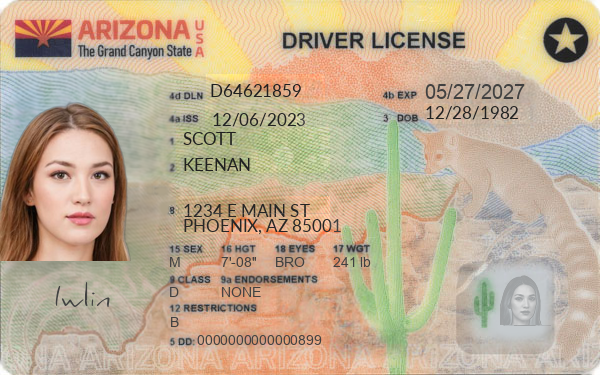 ARIZONA USA
The Grand Canyon State
DRIVER LICENSE
4d DLN D64621859
4b EXP 05/27/2027
4a ISS 12/06/2023
3 DOB 12/28/1982
1 SCOTT
2 KEENAN
8 1234 E MAIN ST
PHOENIX, AZ 85001
15 SEX 16 HGT 18 EYES 17 WGT
M 7'-08" BRO 241 lb
9 CLASS 9a ENDORSEMENTS
D NONE
12 RESTRICTIONS
B
5 DD: 0000000000000899
ARIZONA ARIZONA ARIZONA ARIZONA